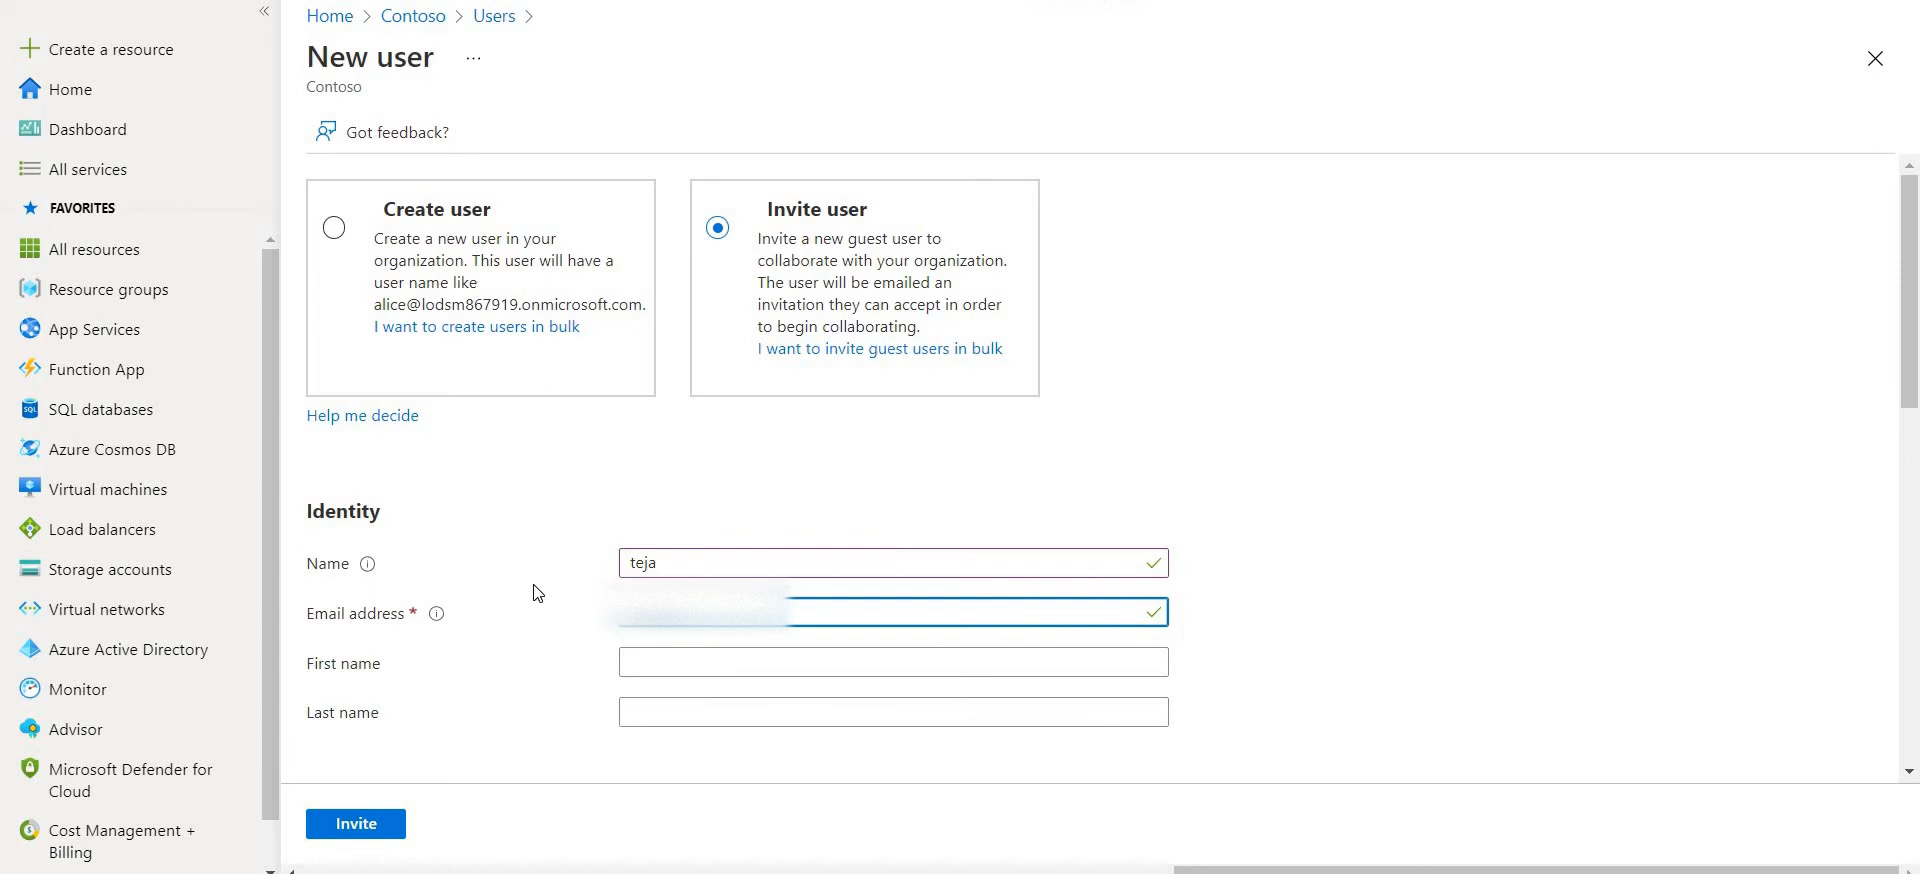 Create a resource
Home
Dashboard
All services
FAVORITES
All resources
Resource groups
App Services
Function App
SQL databases
Azure Cosmos DB
Virtual machines
Load balancers
Storage accounts
Virtual networks
Azure Active Directory
Monitor
Advisor
Microsoft Defender for
Cloud
Cost Management +
Billing
Home > Contoso > Users >
New user ...
Contoso
Got feedback?
Create user
Create a new user in your
organization. This user will have a
user name like
alice@lodsm867919.onmicrosoft.com.
I want to create users in bulk
Invite user
Invite a new guest user to
collaborate with your organization.
The user will be emailed an
invitation they can accept in order
to begin collaborating.
I want to invite guest users in bulk
Help me decide
Identity
Name teja
Email address *
First name
Last name
Invite